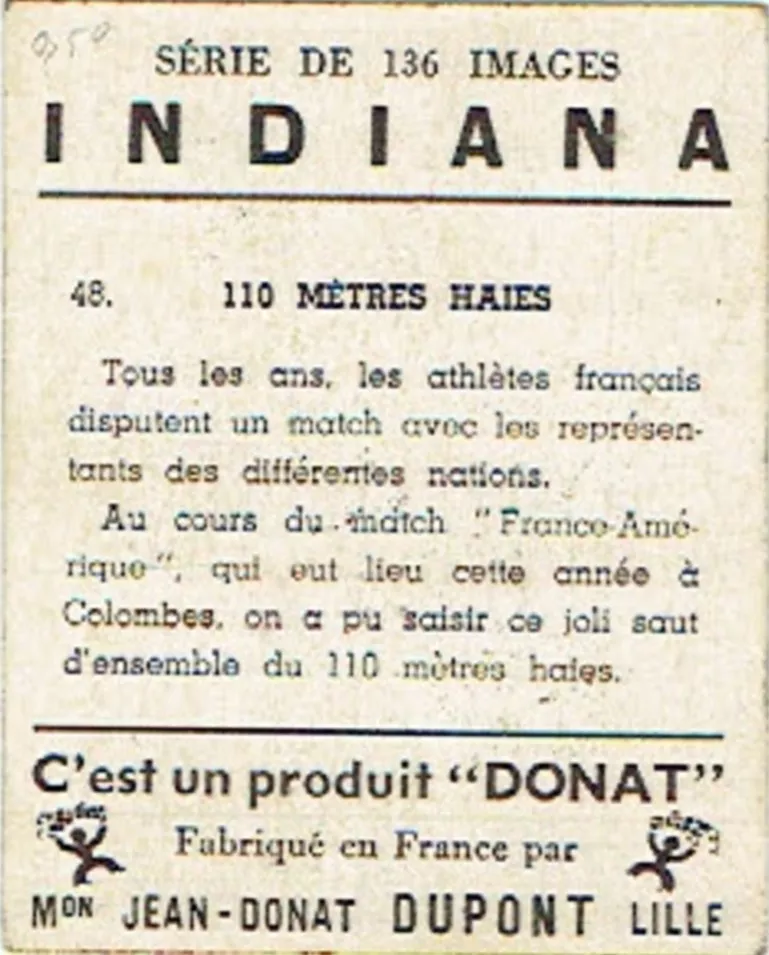 SÉRIE DE 136 IMAGES
INDIANA
48. 110 MÈTRES HAIES
Tous les ans, les athlètes français
disputent un match avec les représen-
tants des différentes nations.
Au cours du match "France-Amé-
rique", qui eut lieu cette année à
Colombes, on a pu saisir ce joli saut
d'ensemble du 110 mètres haies.
C'est un produit "DONAT"
Fabriqué en France par
MON JEAN-DONAT DUPONT LILLE